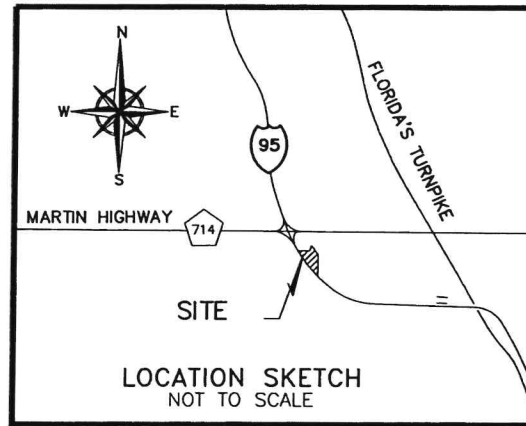 N
W E
S
FLORIDA'S TURNPIKE
95
MARTIN HIGHWAY
714
SITE
LOCATION SKETCH
NOT TO SCALE